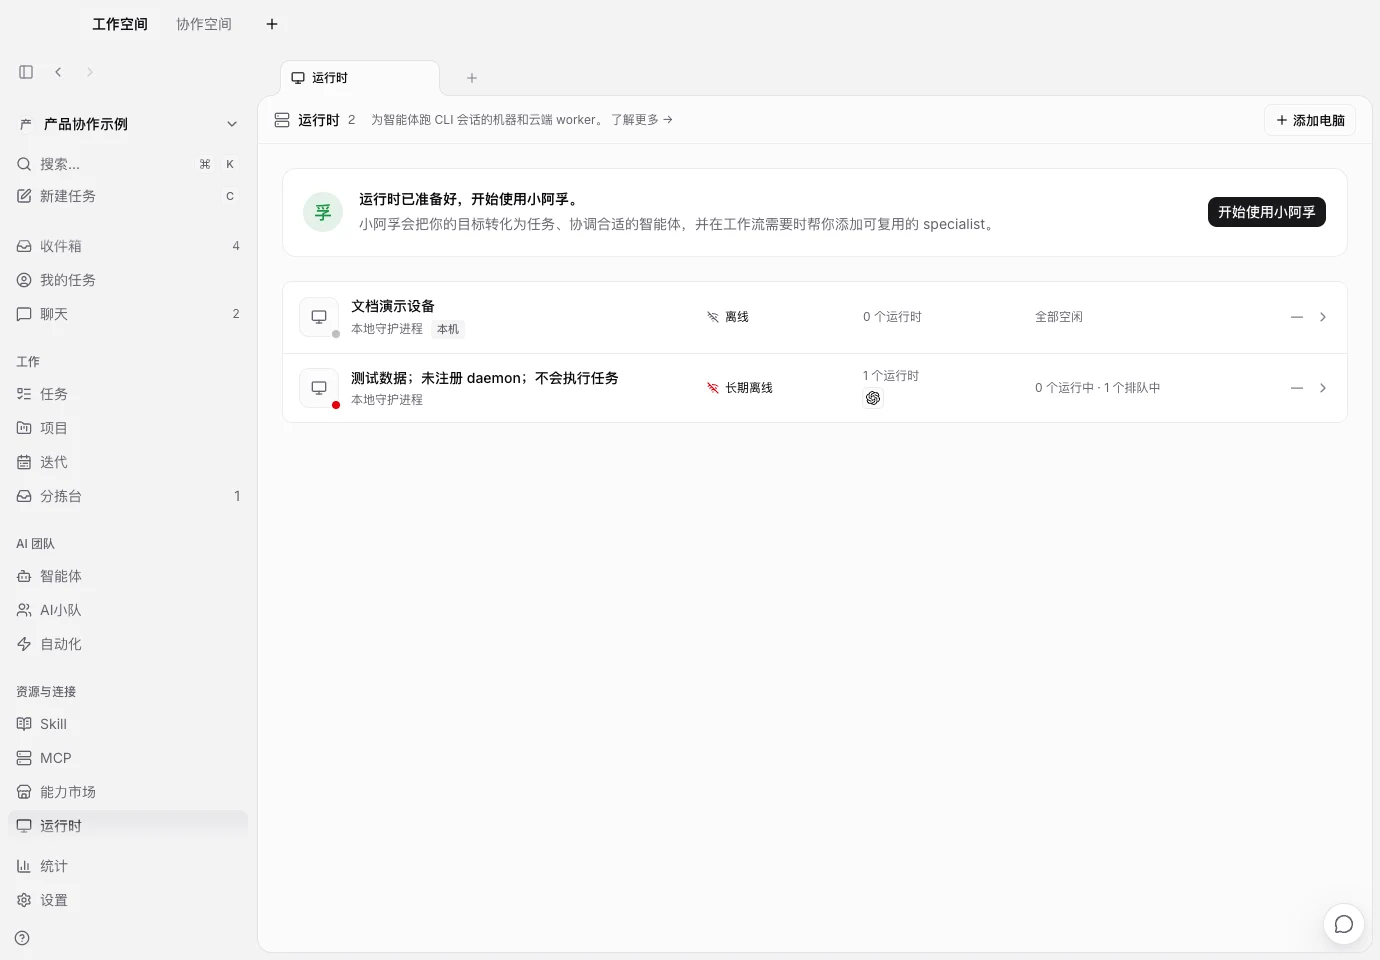 工作空间 协作空间
产 产品协作示例
搜索... ⌘ K
新建任务 C
收件箱 4
我的任务
聊天 2
工作
任务
项目
迭代
分拣台 1
AI 团队
智能体
AI小队
自动化
资源与连接
Skill
MCP
能力市场
运行时
统计
设置
运行时
运行时 2 为智能体跑 CLI 会话的机器和云端 worker。 了解更多 →
添加电脑
孚
运行时已准备好，开始使用小阿孚。
小阿孚会把你的目标转化为任务、协调合适的智能体，并在工作流需要时帮你添加可复用的 specialist。
开始使用小阿孚
文档演示设备
本地守护进程 本机
离线
0 个运行时
全部空闲
—
测试数据；未注册 daemon；不会执行任务
本地守护进程
长期离线
1 个运行时
0 个运行中 · 1 个排队中
—